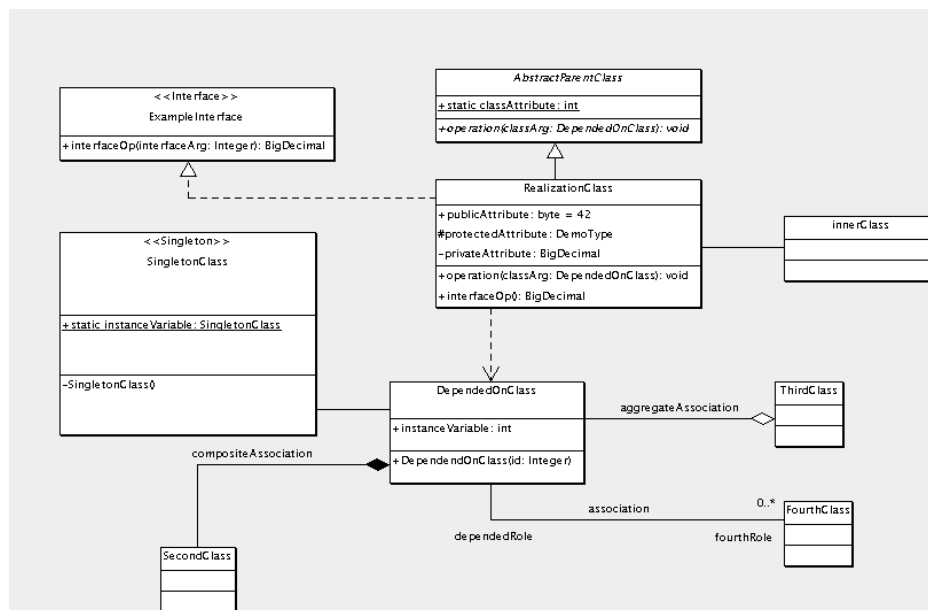 AbstractParentClass
+ static classAttribute: int
+operation(classArg: DependedOnClass): void
<<Interface>>
ExampleInterface
+ interfaceOp(interfaceArg: Integer): BigDecimal
RealizationClass
+ publicAttribute: byte = 42
#protectedAttribute: DemoType
-privateAttribute: BigDecimal
+operation(classArg: DependedOnClass): void
+ interfaceOp(): BigDecimal
innerClass
<<Singleton>>
SingletonClass
+ static instanceVariable: SingletonClass
-SingletonClass()
DependedOnClass
+ instanceVariable: int
+ DependendOnClass(id: Integer)
aggregateAssociation
ThirdClass
compositeAssociation
association
0..*
FourthClass
dependedRole
fourthRole
SecondClass